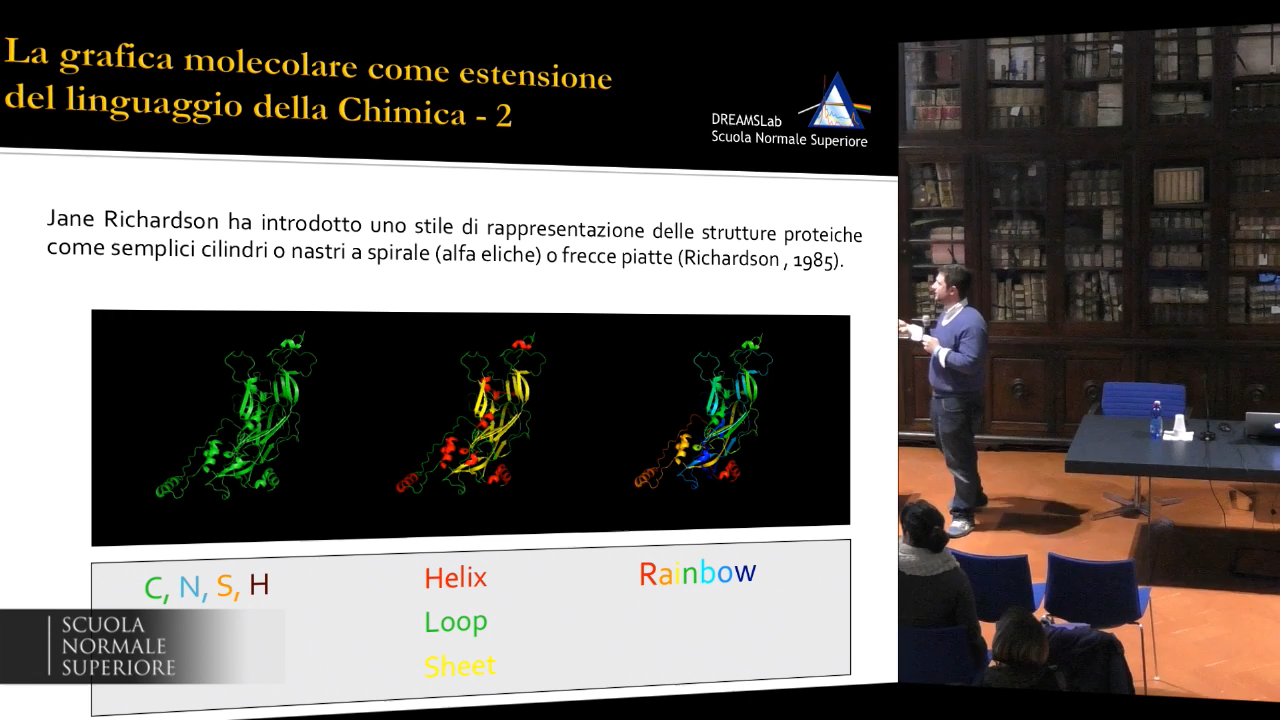 La grafica molecolare come estensione
del linguaggio della Chimica - 2
DREAMSLab
Scuola Normale Superiore
Jane Richardson ha introdotto uno stile di rappresentazione delle strutture proteiche
come semplici cilindri o nastri a spirale (alfa eliche) o frecce piatte (Richardson , 1985).
C, N, S, H
Helix
Loop
Sheet
Rainbow
SCUOLA
NORMALE
SUPERIORE